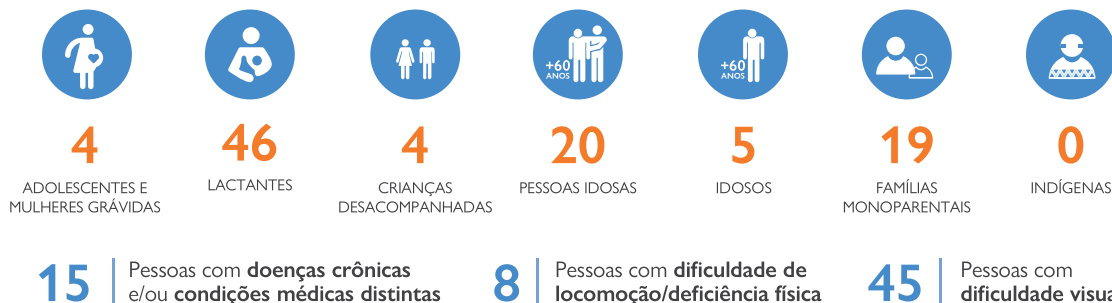 +60
ANOS
+60
ANOS
4
46
4
20
5
19
0
ADOLESCENTES E
MULHERES GRÁVIDAS
LACTANTES
CRIANÇAS
DESACOMPANHADAS
PESSOAS IDOSAS
IDOSOS
FAMÍLIAS
MONOPARENTAIS
INDÍGENAS
15
Pessoas com doenças crônicas
e/ou condições médicas distintas
8
Pessoas com dificuldade de
locomoção/deficiência física
45
Pessoas com
dificuldade visua